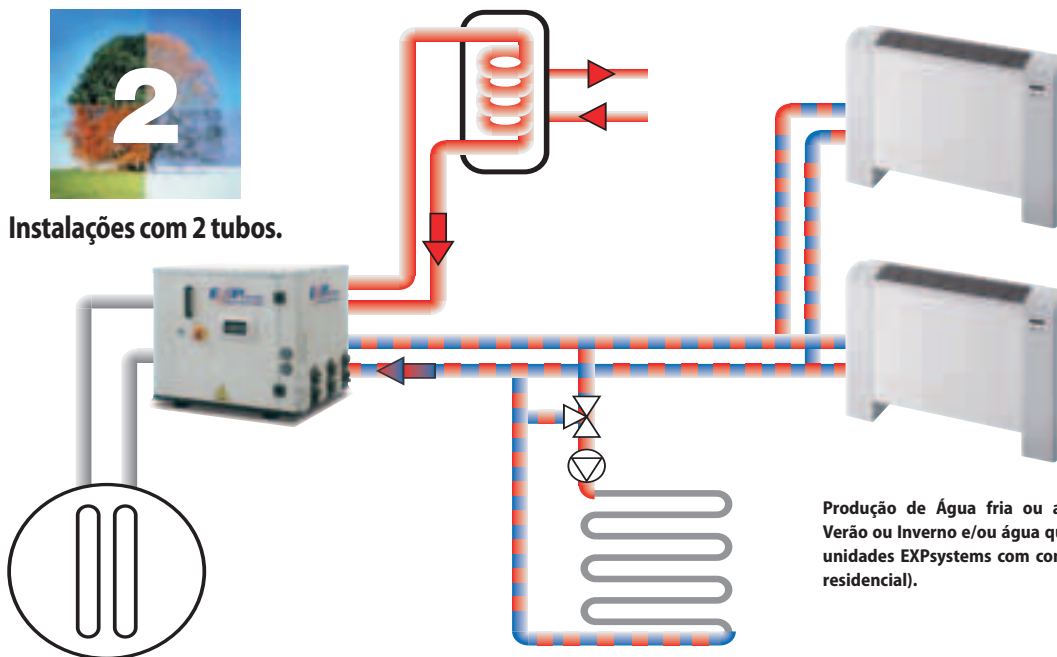 2
Instalações com 2 tubos.
Produção de Água fria ou a
Verão ou Inverno e/ou água qu
unidades EXPsystems com con
residencial).